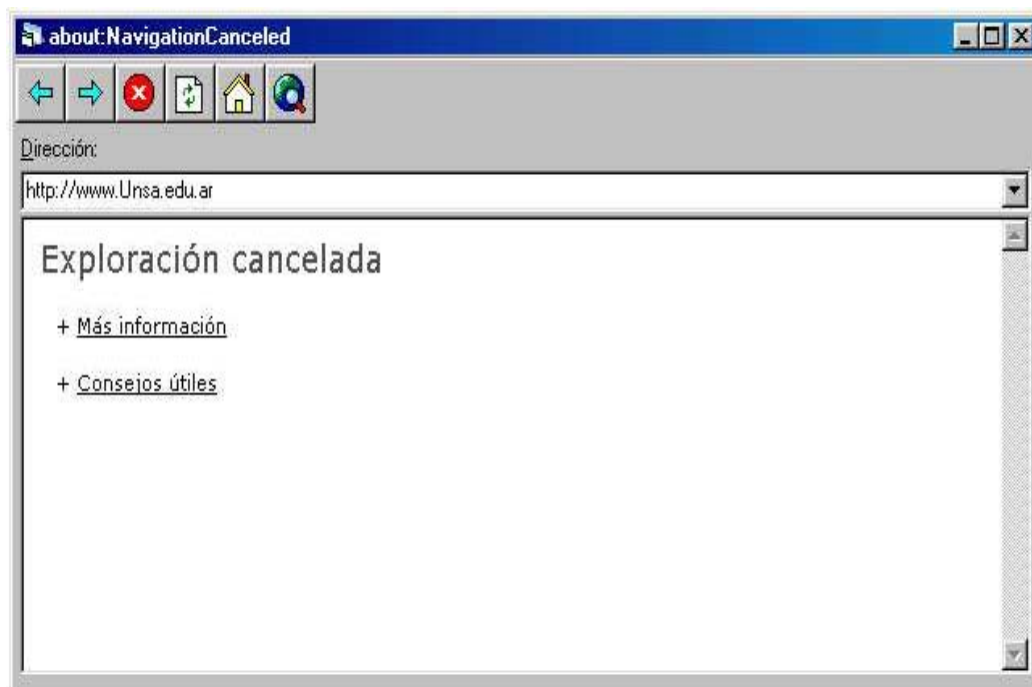 about:NavigationCanceled
Dirección:
http://www.Unsa.edu.ar
Exploración cancelada
+ Más información
+ Consejos útiles